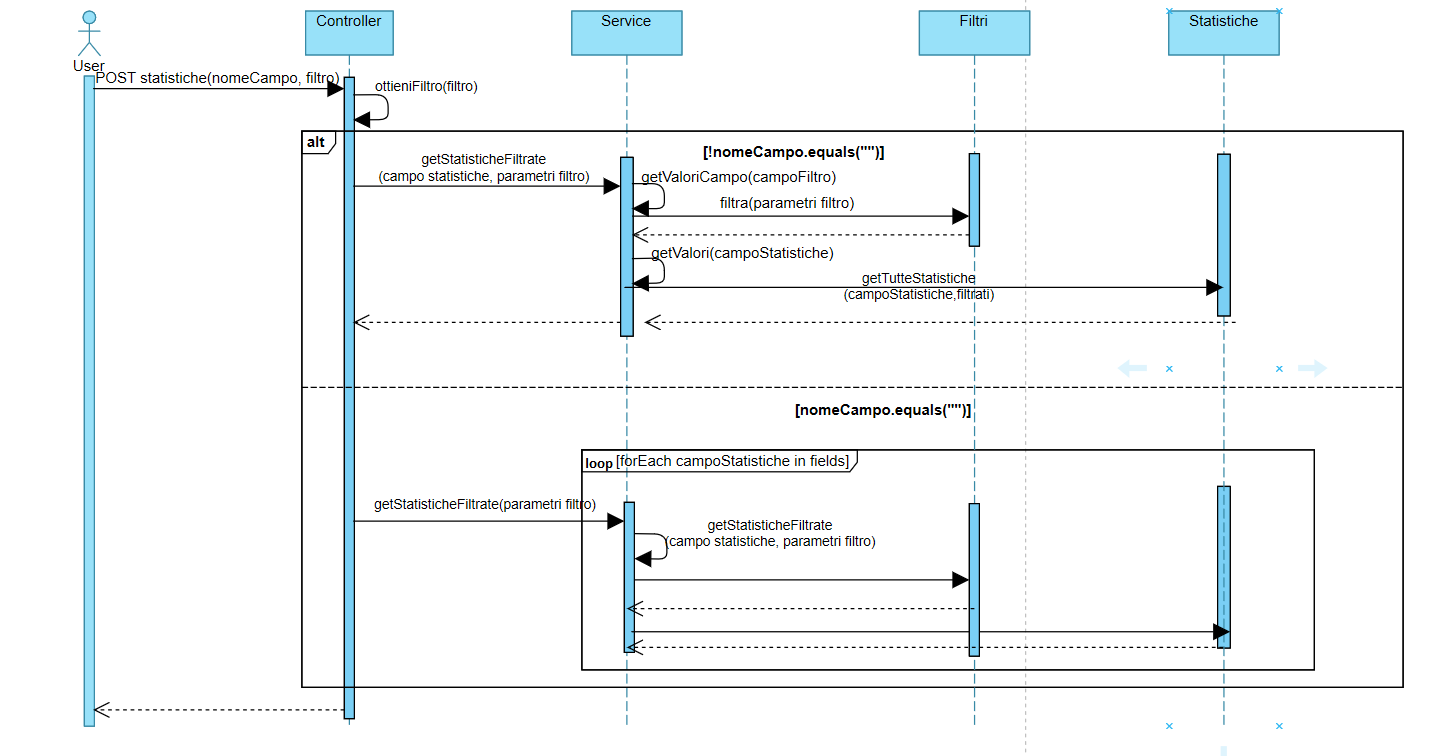 Controller
Service
Filtri
Statistiche
User
POST statistiche(nomeCampo, filtro)
ottieniFiltro(filtro)
alt
[!nomeCampo.equals("")]
getStatisticheFiltrate
(campo statistiche, parametri filtro)
getValoriCampo(campoFiltro)
filtra(parametri filtro)
getValori(campoStatistiche)
getTutteStatistiche
(campoStatistiche,filtrati)
[nomeCampo.equals("")]
loop [forEach campoStatistiche in fields]
getStatisticheFiltrate(parametri filtro)
getStatisticheFiltrate
(campo statistiche, parametri filtro)